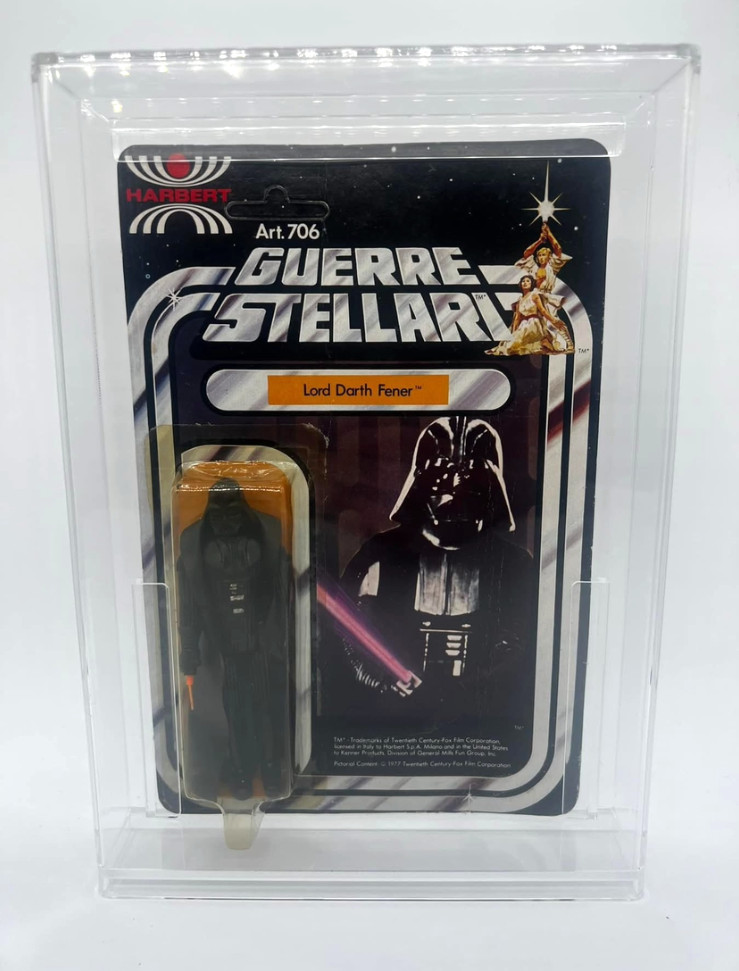 HARBERT
Art. 706
GUERRE
STELLARI
TM
TM
Lord Darth Fener™
TM
TM - Trademarks of Twentieth Century-Fox Film Corporation,
licensed in Italy to Harbert S.p.A. Milano and in the United States
to Kenner Products, Division of General Mills Fun Group, Inc.
Pictorial Content © 1977 Twentieth Century Fox Film Corporation